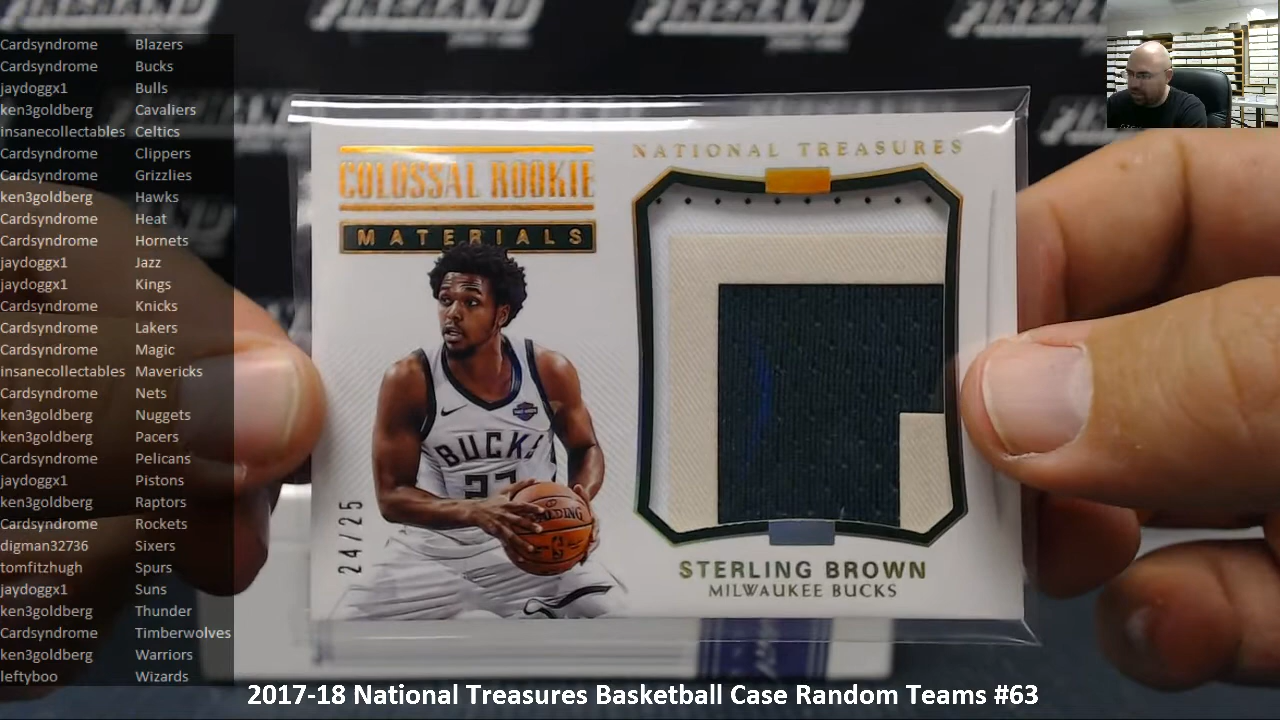 Cardsyndrome Blazers
Cardsyndrome Bucks
jaydoggx1 Bulls
ken3goldberg Cavaliers
insanecollectables Celtics
Cardsyndrome Clippers
Cardsyndrome Grizzlies
ken3goldberg Hawks
Cardsyndrome Heat
Cardsyndrome Hornets
jaydoggx1 Jazz
jaydoggx1 Kings
Cardsyndrome Knicks
Cardsyndrome Lakers
Cardsyndrome Magic
insanecollectables Mavericks
Cardsyndrome Nets
ken3goldberg Nuggets
ken3goldberg Pacers
Cardsyndrome Pelicans
jaydoggx1 Pistons
ken3goldberg Raptors
Cardsyndrome Rockets
digman32736 Sixers
tomfitzhugh Spurs
jaydoggx1 Suns
ken3goldberg Thunder
Cardsyndrome Timberwolves
ken3goldberg Warriors
leftyboo Wizards
COLOSSAL ROOKIE
MATERIALS
NATIONAL TREASURES
BUCKS
23
24/25
STERLING BROWN
MILWAUKEE BUCKS
2017-18 National Treasures Basketball Case Random Teams #63